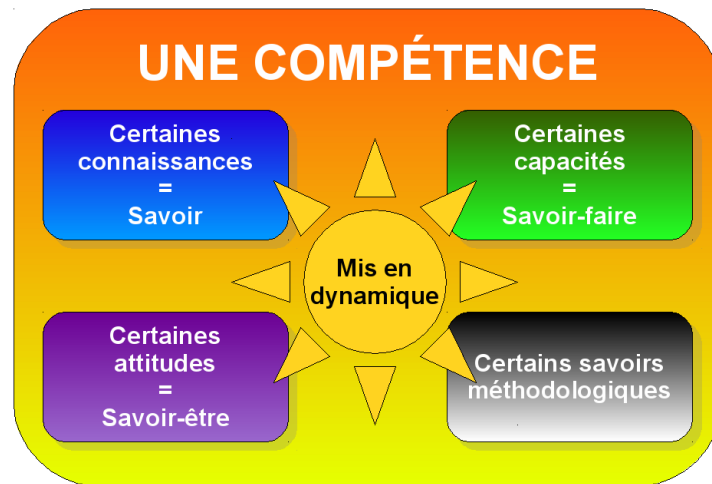 UNE COMPÉTENCE
Certaines
connaissances
=
Savoir
Certaines
capacités
=
Savoir-faire
Mis en
dynamique
Certaines
attitudes
=
Savoir-être
Certains savoirs
méthodologiques